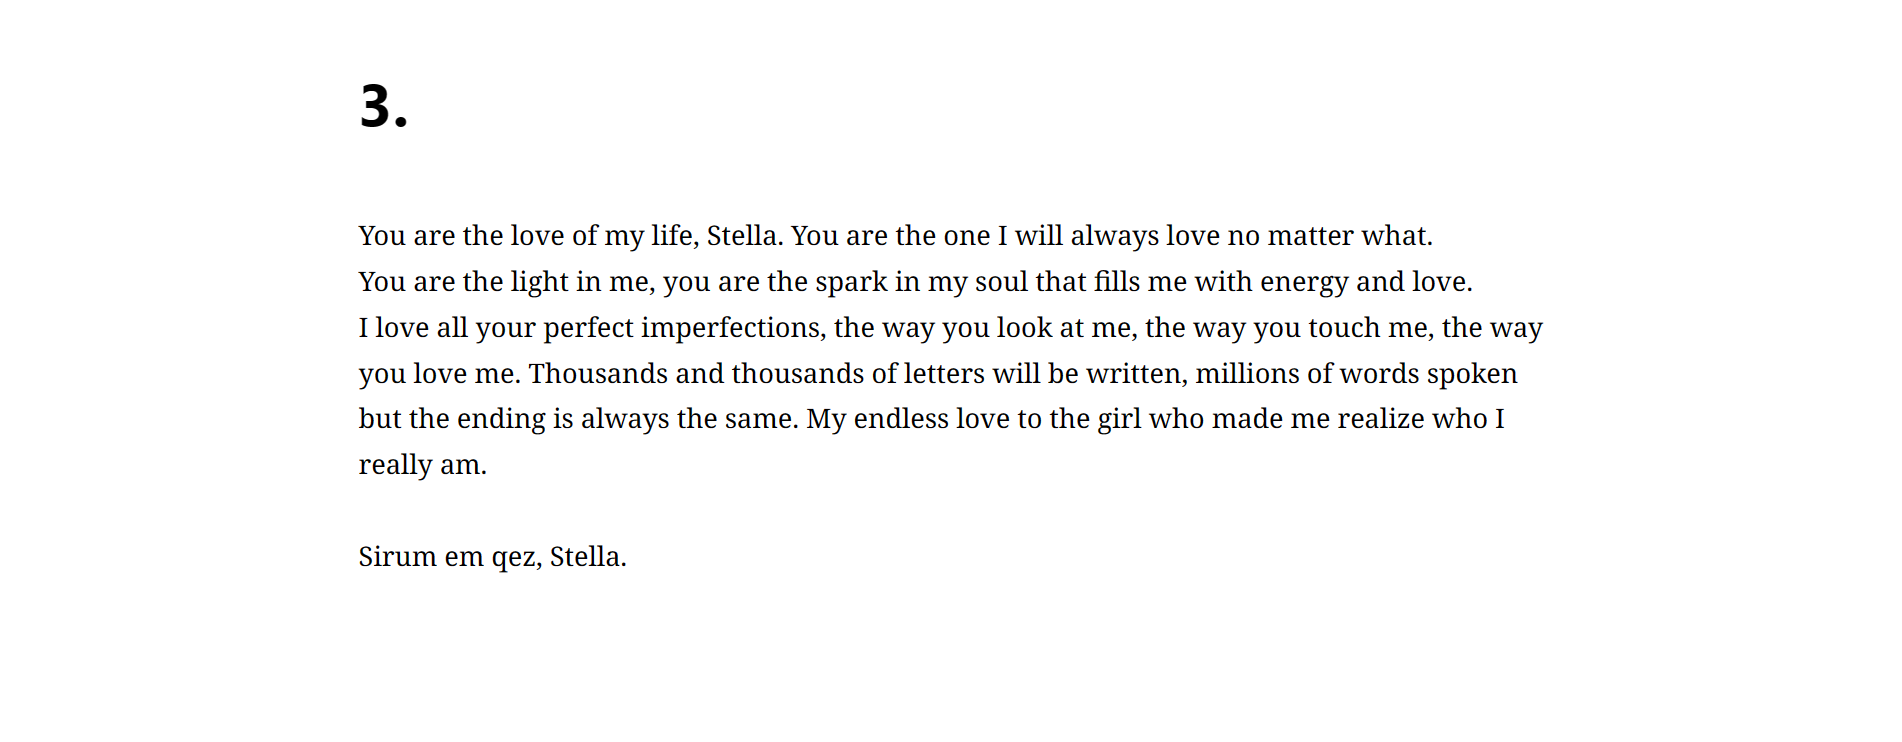 3.
You are the love of my life, Stella. You are the one I will always love no matter what.
You are the light in me, you are the spark in my soul that fills me with energy and love.
I love all your perfect imperfections, the way you look at me, the way you touch me, the way
you love me. Thousands and thousands of letters will be written, millions of words spoken
but the ending is always the same. My endless love to the girl who made me realize who I
really am.
Sirum em qez, Stella.